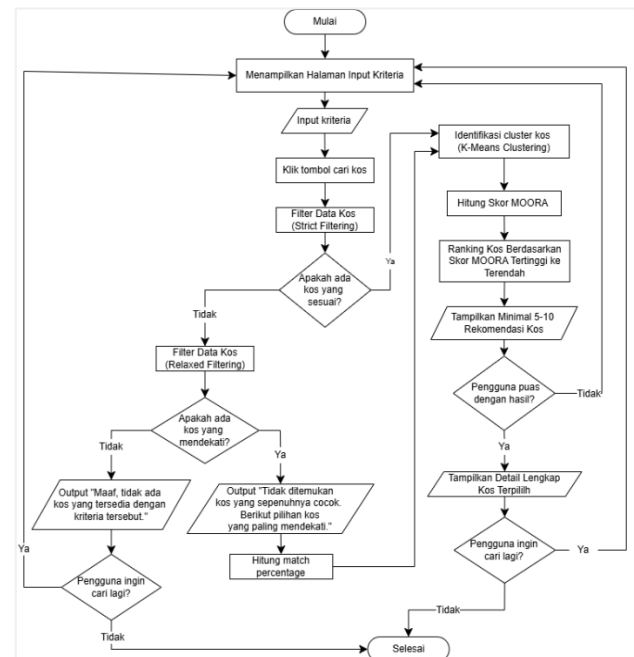 Mulai
Menampilkan Halaman Input Kriteria
Input kriteria
Klik tombol cari kos
Filter Data Kos
(Strict Filtering)
Apakah ada
kos yang
sesuai?
Ya
Tidak
Filter Data Kos
(Relaxed Filtering)
Apakah ada
kos yang
mendekati?
Tidak
Ya
Output "Maaf, tidak ada
kos yang tersedia dengan
kriteria tersebut."
Output "Tidak ditemukan
kos yang sepenuhnya cocok.
Berikut pilihan kos
yang paling mendekati."
Hitung match
percentage
Ya
Pengguna ingin
cari lagi?
Tidak
Identifikasi cluster kos
(K-Means Clustering)
Hitung Skor MOORA
Ranking Kos Berdasarkan
Skor MOORA Tertinggi ke
Terendah
Tampilkan Minimal 5-10
Rekomendasi Kos
Pengguna puas
dengan hasil?
Tidak
Ya
Tampilkan Detail Lengkap
Kos Terpilih
Pengguna ingin
cari lagi?
Ya
Tidak
Selesai